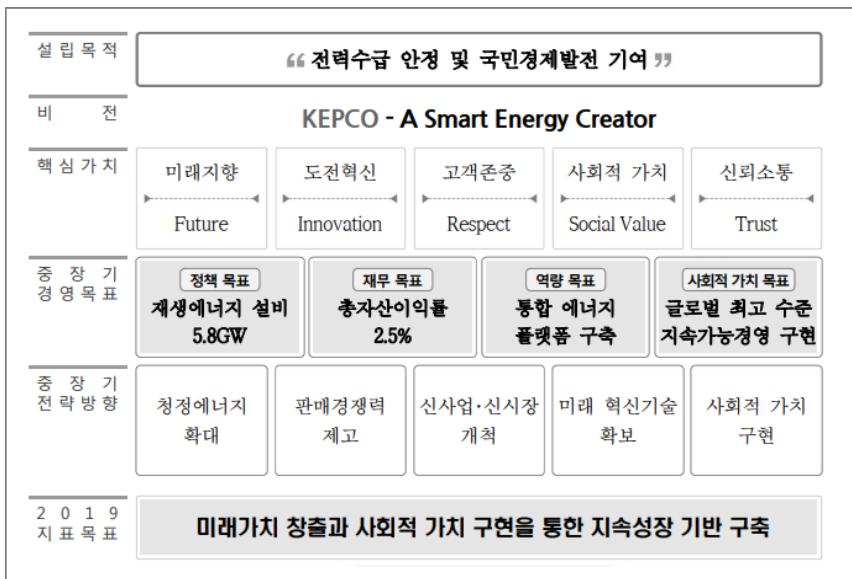 설립목적
❝ 전력수급 안정 및 국민경제발전 기여 ❞
비 전
KEPCO - A Smart Energy Creator
핵심가치
미래지향
Future
도전혁신
Innovation
고객존중
Respect
사회적 가치
Social Value
신뢰소통
Trust
중 장 기
경영목표
정책 목표
재생에너지 설비
5.8GW
재무 목표
총자산이익률
2.5%
역량 목표
통합 에너지
플랫폼 구축
사회적 가치 목표
글로벌 최고 수준
지속가능경영 구현
중 장 기
전략방향
청정에너지
확대
판매경쟁력
제고
신사업·신시장
개척
미래 혁신기술
확보
사회적 가치
구현
2 0 1 9
지표목표
미래가치 창출과 사회적 가치 구현을 통한 지속성장 기반 구축